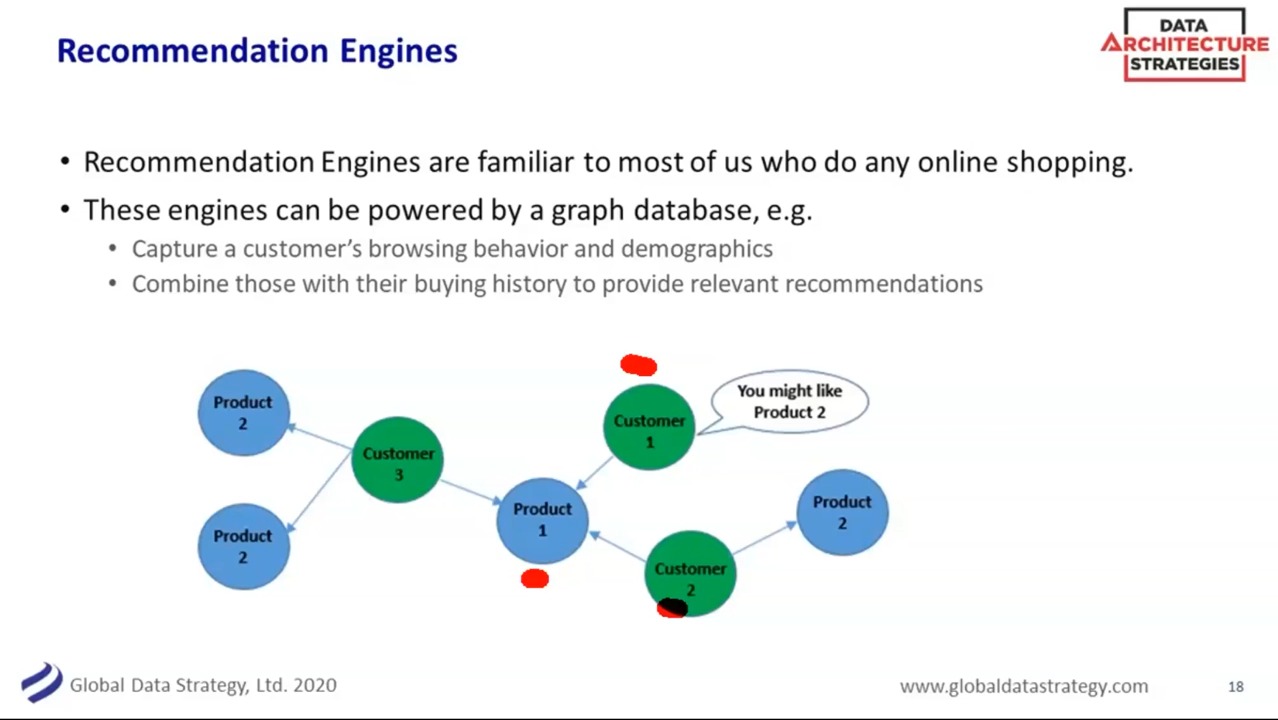 Recommendation Engines
DATA
ARCHITECTURE
STRATEGIES
• Recommendation Engines are familiar to most of us who do any online shopping.
• These engines can be powered by a graph database, e.g.
• Capture a customer’s browsing behavior and demographics
• Combine those with their buying history to provide relevant recommendations
Product
2
Customer
3
Product
2
Product
1
Customer
1
You might like
Product 2
Customer
2
Product
2
Global Data Strategy, Ltd. 2020
www.globaldatastrategy.com
18